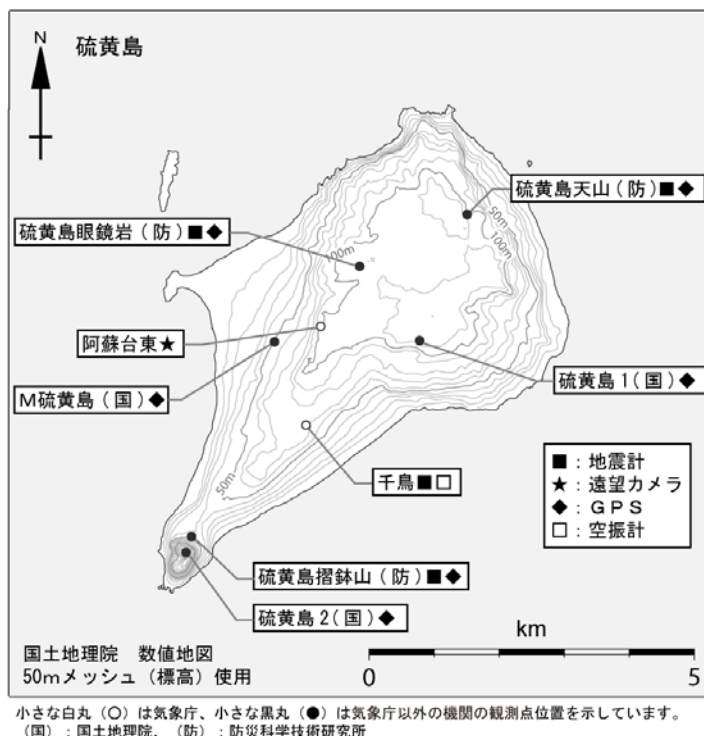 N
硫黄島
硫黄島天山(防)■◆
50m
100m
硫黄島眼鏡岩(防)■◆
100m
阿蘇台東★
M硫黄島(国)◆
硫黄島1(国)◆
千鳥■□
50m
■:地震計
★:遠望カメラ
◆:GPS
□:空振計
硫黄島摺鉢山(防)■◆
硫黄島2(国)◆
km
0 5
国土地理院 数値地図
50mメッシュ(標高)使用
小さな白丸(○)は気象庁、小さな黒丸(●)は気象庁以外の機関の観測点位置を示しています。
(国):国土地理院、(防):防災科学技術研究所